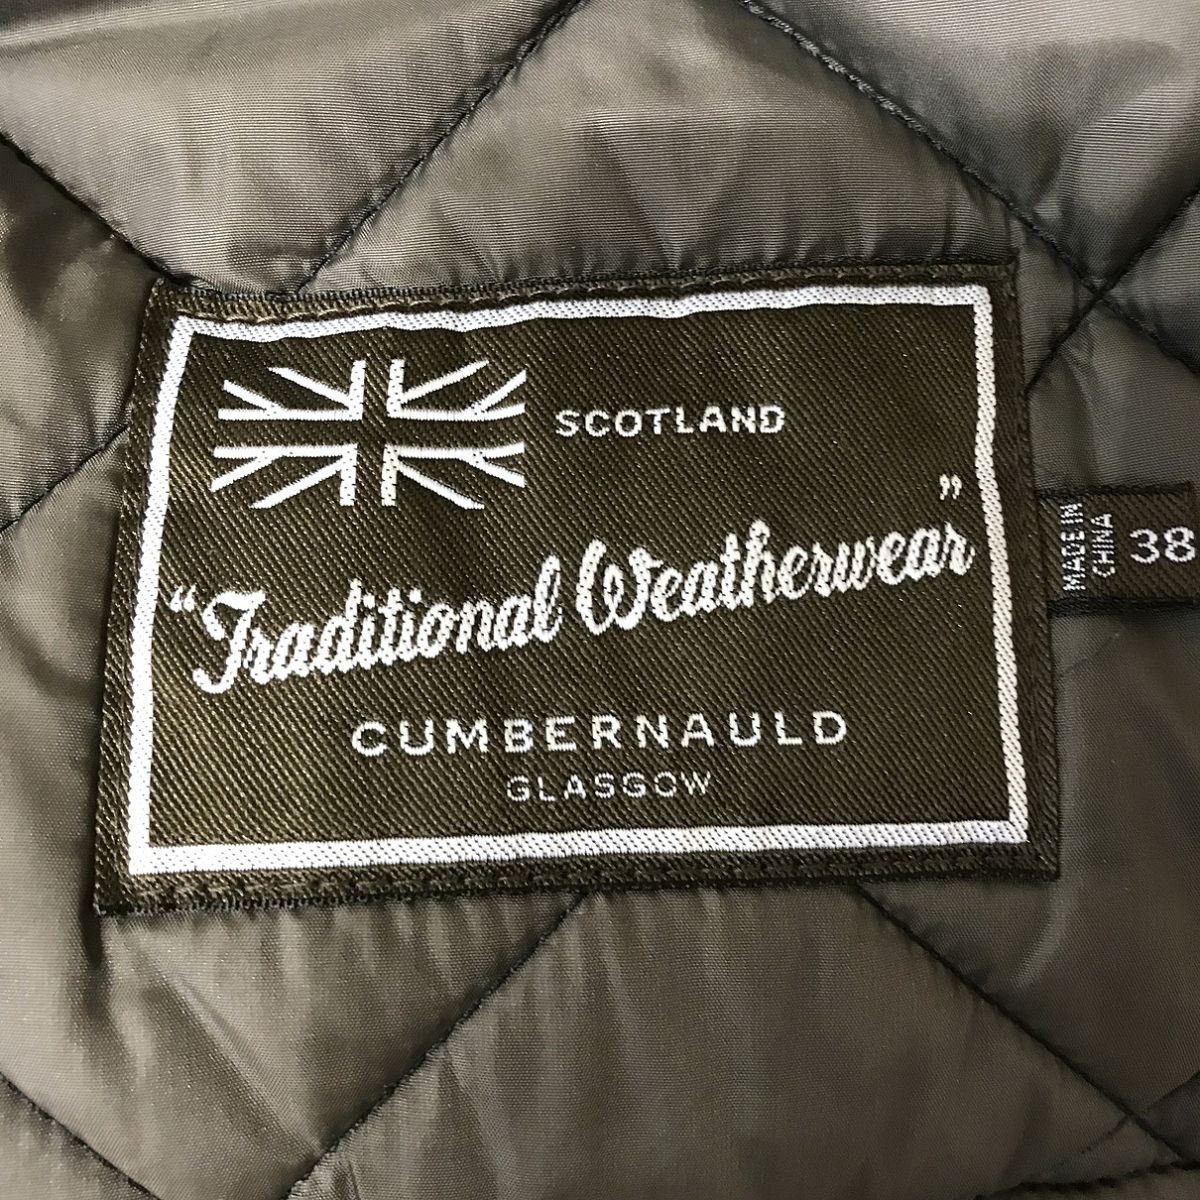 SCOTLAND
"Traditional Weatherwear"
CUMBERNAULD
GLASGOW
MADE IN
CHINA
38